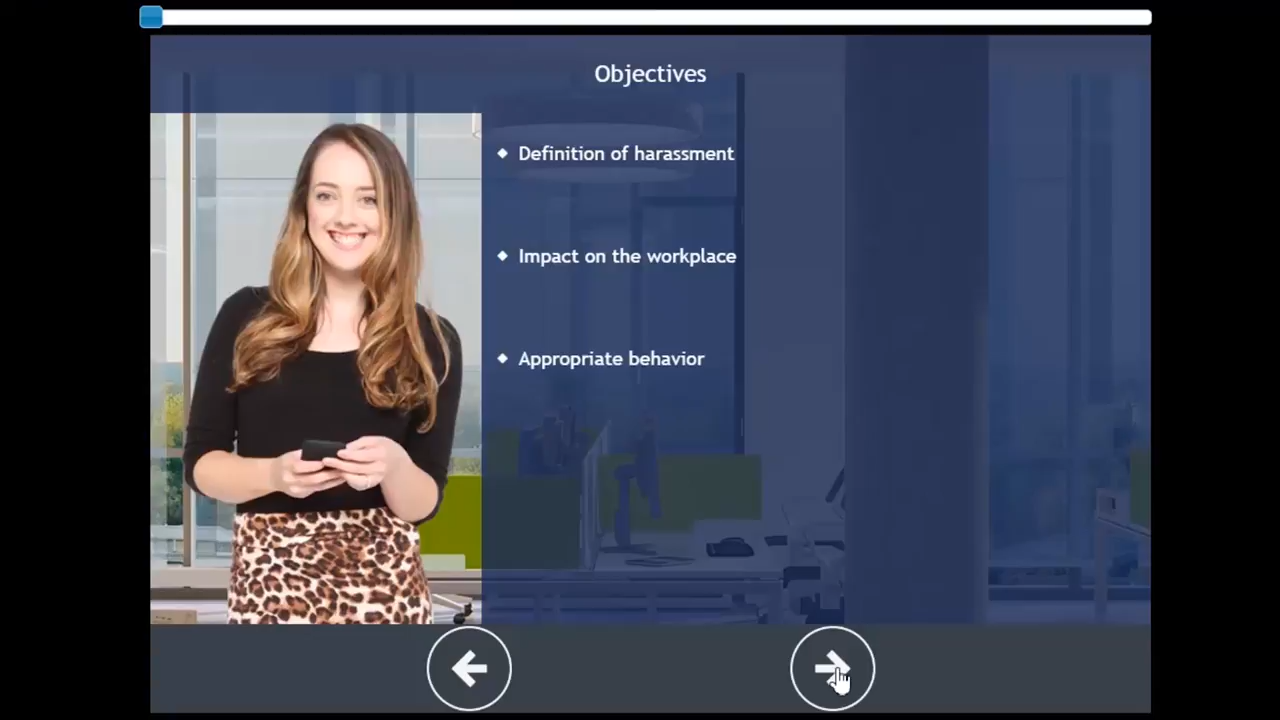 Objectives
Definition of harassment
Impact on the workplace
Appropriate behavior